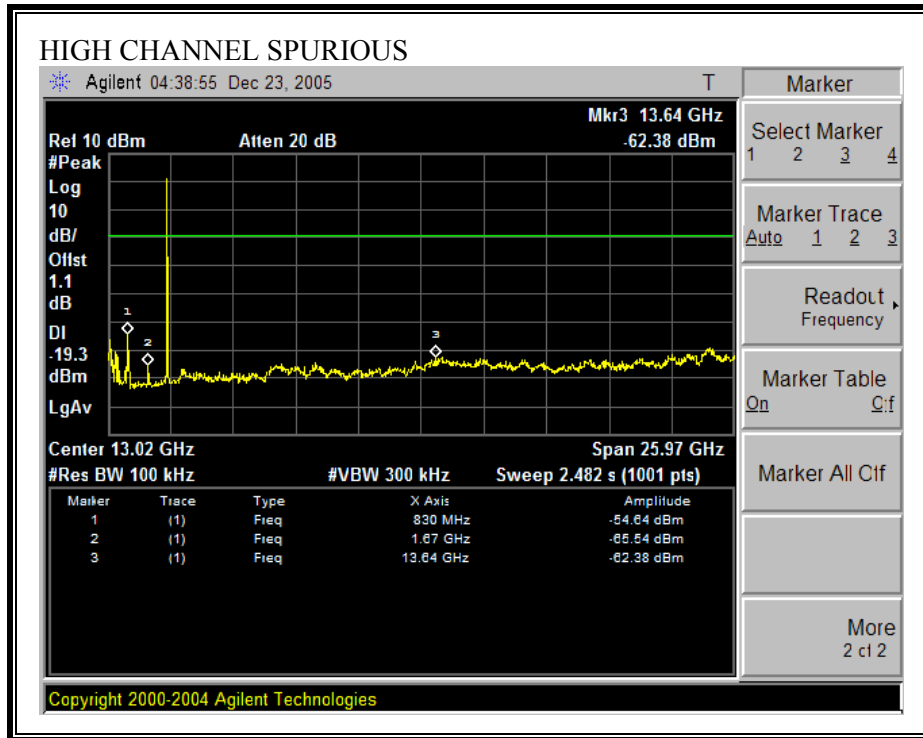 HIGH CHANNEL SPURIOUS
Agilent 04:38:55 Dec 23, 2005 T
Mkr3 13.64 GHz
Ref 10 dBm Atten 20 dB -62.38 dBm
#Peak
Log
10
dB/
Offst
1.1
dB
DI
-19.3
dBm
LgAv
1
2
3
Center 13.02 GHz Span 25.97 GHz
#Res BW 100 kHz #VBW 300 kHz Sweep 2.482 s (1001 pts)
Marker Trace Type X Axis Amplitude
1 (1) Freq 830 MHz -54.64 dBm
2 (1) Freq 1.67 GHz -65.54 dBm
3 (1) Freq 13.64 GHz -62.38 dBm
Copyright 2000-2004 Agilent Technologies
Marker
Select Marker
1 2 3 4
Marker Trace
Auto 1 2 3
Readout
Frequency
Marker Table
On Off
Marker All Off
More
2 of 2